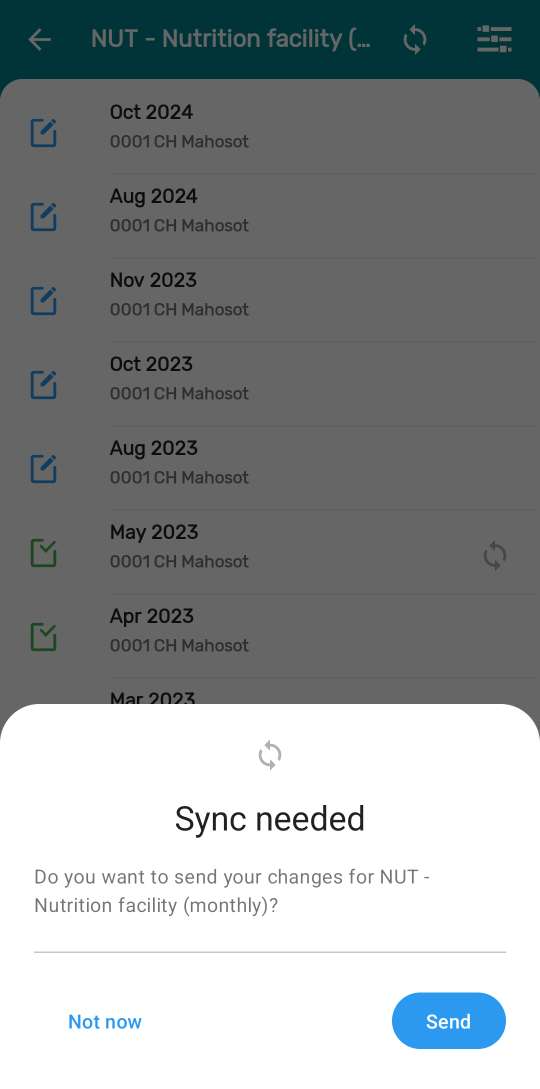 NUT - Nutrition facility (...
Oct 2024
0001 CH Mahosot
Aug 2024
0001 CH Mahosot
Nov 2023
0001 CH Mahosot
Oct 2023
0001 CH Mahosot
Aug 2023
0001 CH Mahosot
May 2023
0001 CH Mahosot
Apr 2023
0001 CH Mahosot
Mar 2023
Sync needed
Do you want to send your changes for NUT -
Nutrition facility (monthly)?
Not now
Send